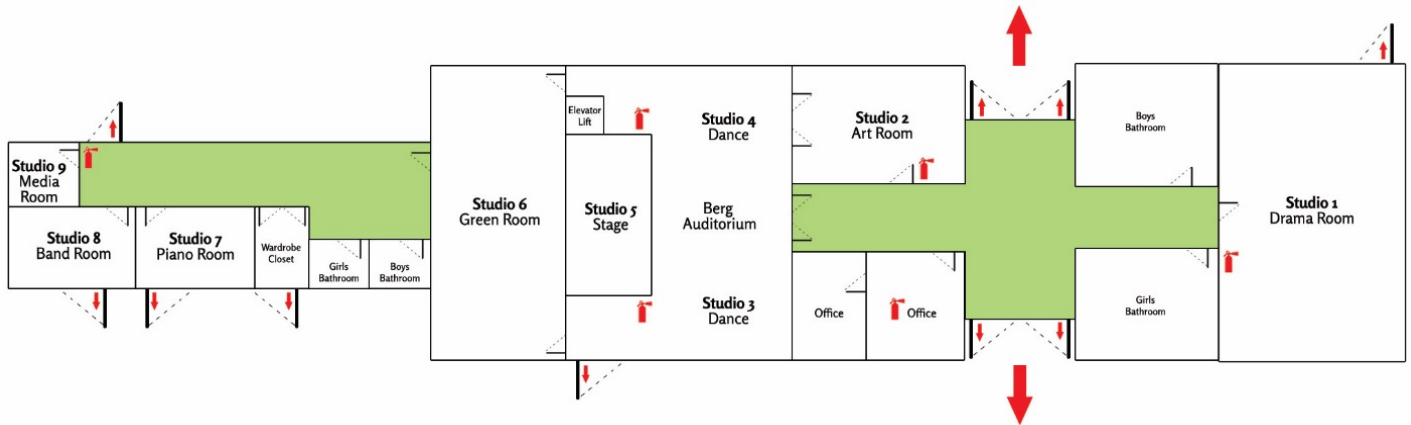 Studio 9
Media
Room
Studio 8
Band Room
Studio 7
Piano Room
Wardrobe
Closet
Girls
Bathroom
Boys
Bathroom
Studio 6
Green Room
Elevator
Lift
Studio 5
Stage
Studio 4
Dance
Berg
Auditorium
Studio 3
Dance
Studio 2
Art Room
Office
Office
Boys
Bathroom
Girls
Bathroom
Studio 1
Drama Room